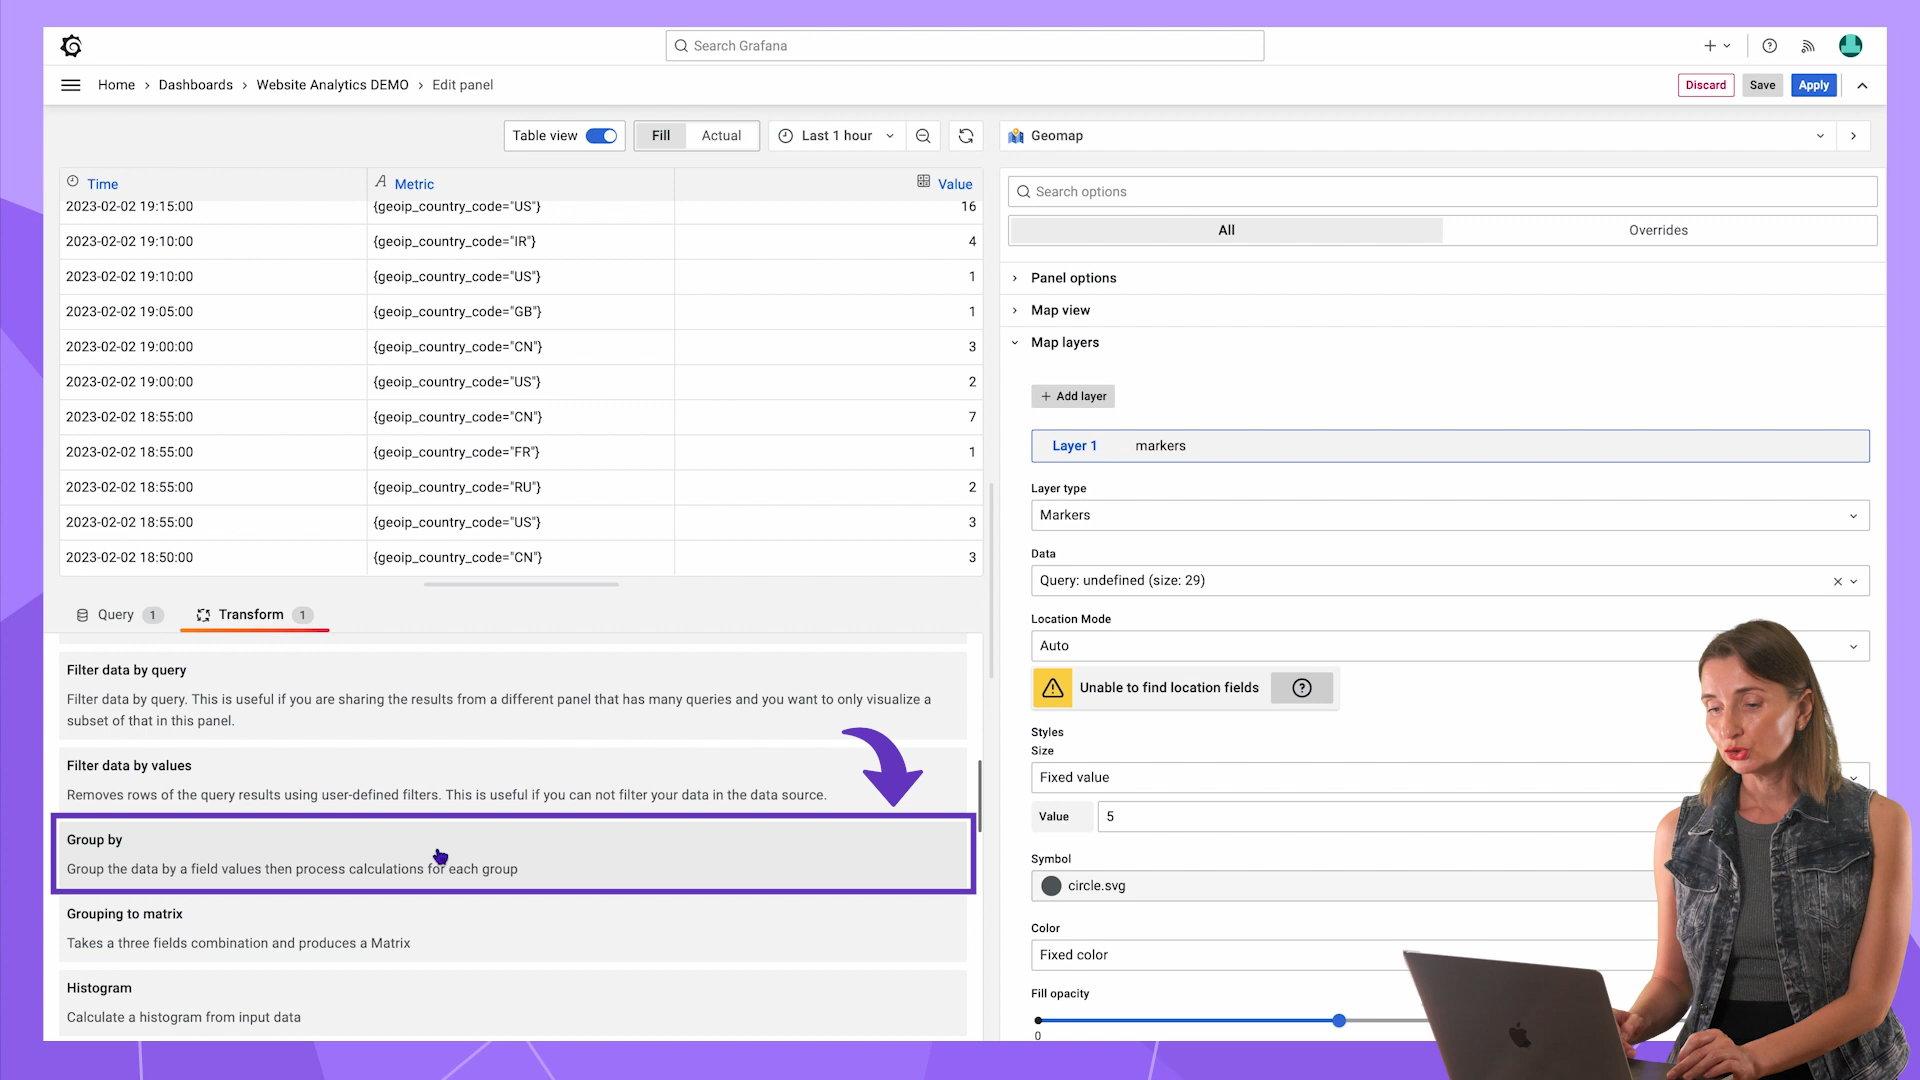 Search Grafana
Home › Dashboards › Website Analytics DEMO › Edit panel
Discard Save Apply
Table view Fill Actual Last 1 hour
Geomap
Time Metric Value
2023-02-02 19:15:00 {geoip_country_code="US"} 16
2023-02-02 19:10:00 {geoip_country_code="IR"} 4
2023-02-02 19:10:00 {geoip_country_code="US"} 1
2023-02-02 19:05:00 {geoip_country_code="GB"} 1
2023-02-02 19:00:00 {geoip_country_code="CN"} 3
2023-02-02 19:00:00 {geoip_country_code="US"} 2
2023-02-02 18:55:00 {geoip_country_code="CN"} 7
2023-02-02 18:55:00 {geoip_country_code="FR"} 1
2023-02-02 18:55:00 {geoip_country_code="RU"} 2
2023-02-02 18:55:00 {geoip_country_code="US"} 3
2023-02-02 18:50:00 {geoip_country_code="CN"} 3
Query 1 Transform 1
Filter data by query
Filter data by query. This is useful if you are sharing the results from a different panel that has many queries and you want to only visualize a
subset of that in this panel.
Filter data by values
Removes rows of the query results using user-defined filters. This is useful if you can not filter your data in the data source.
Group by
Group the data by a field values then process calculations for each group
Grouping to matrix
Takes a three fields combination and produces a Matrix
Histogram
Calculate a histogram from input data
Search options
All Overrides
Panel options
Map view
Map layers
+ Add layer
Layer 1 markers
Layer type
Markers
Data
Query: undefined (size: 29)
Location Mode
Auto
Unable to find location fields
Styles
Size
Fixed value
Value 5
Symbol
circle.svg
Color
Fixed color
Fill opacity
0